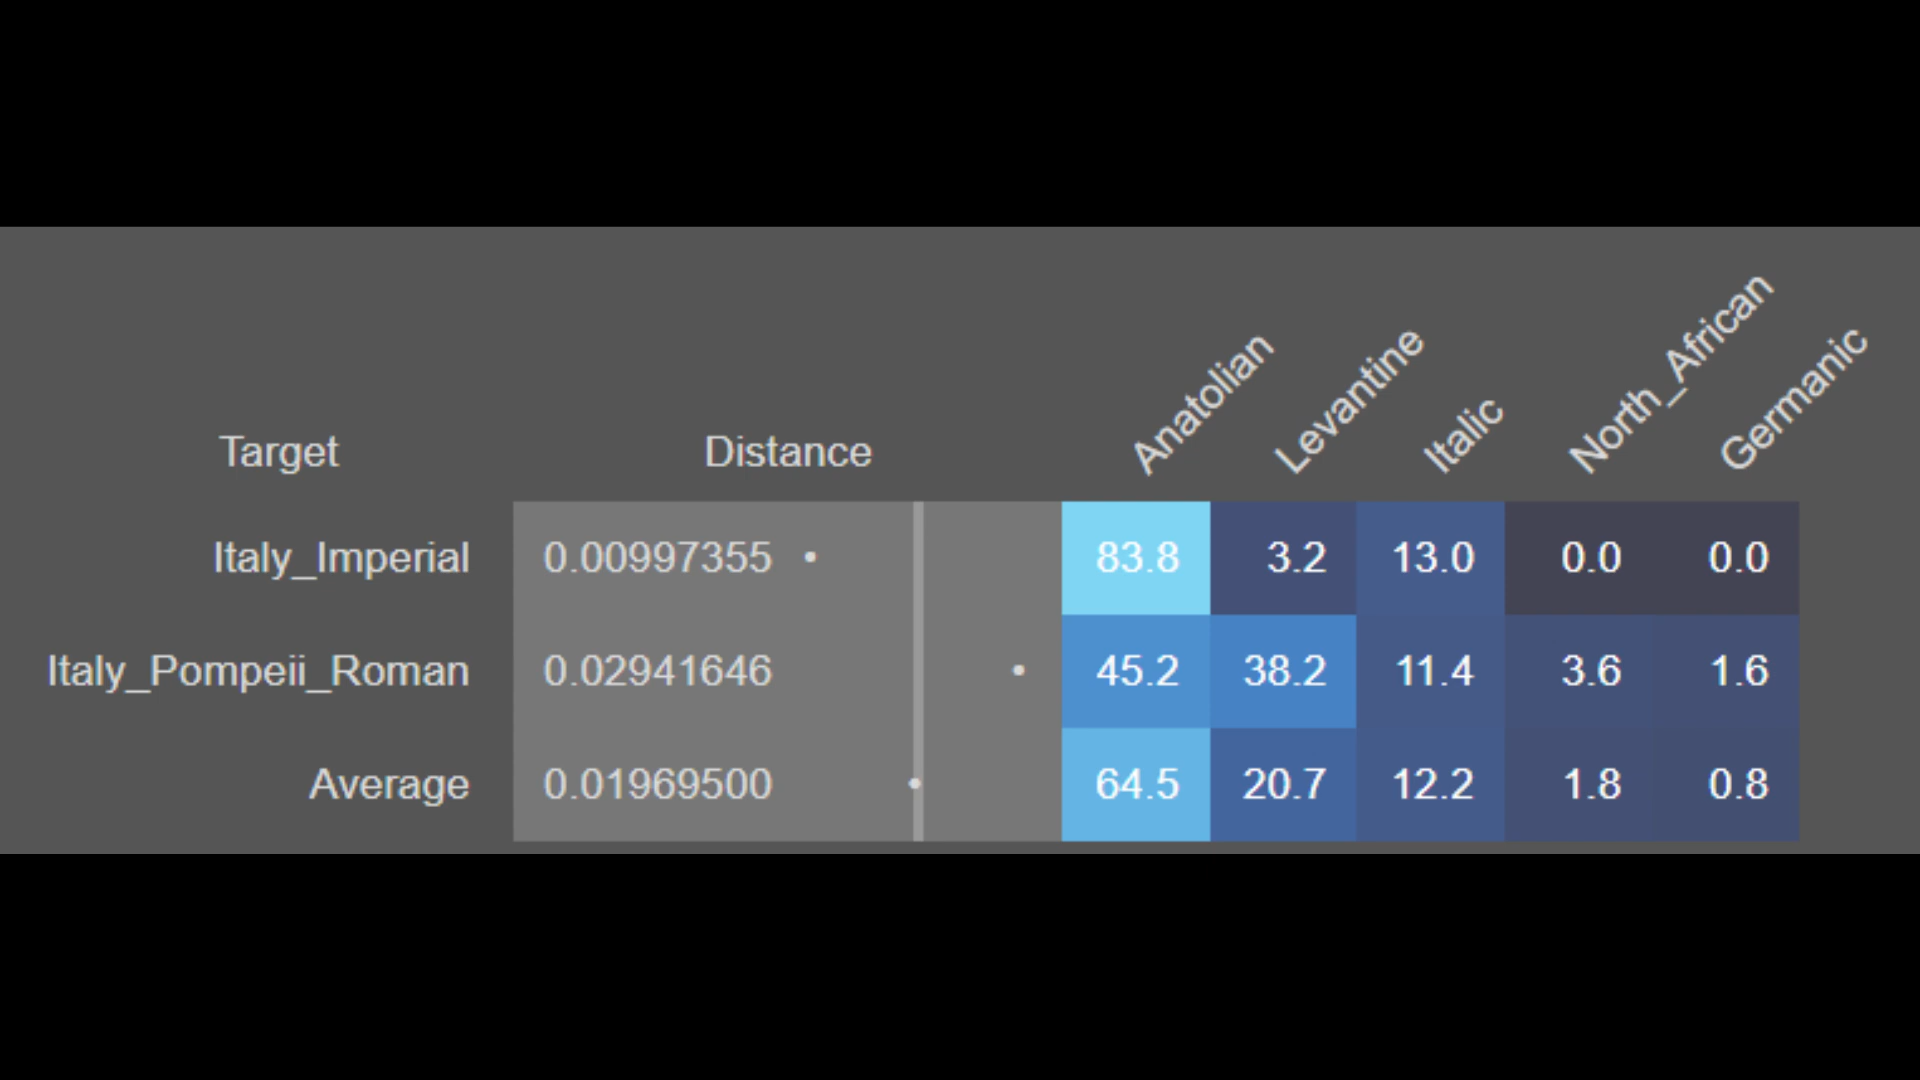 Target Distance Anatolian Levantine Italic North_African Germanic
Italy_Imperial 0.00997355 83.8 3.2 13.0 0.0 0.0
Italy_Pompeii_Roman 0.02941646 45.2 38.2 11.4 3.6 1.6
Average 0.01969500 64.5 20.7 12.2 1.8 0.8